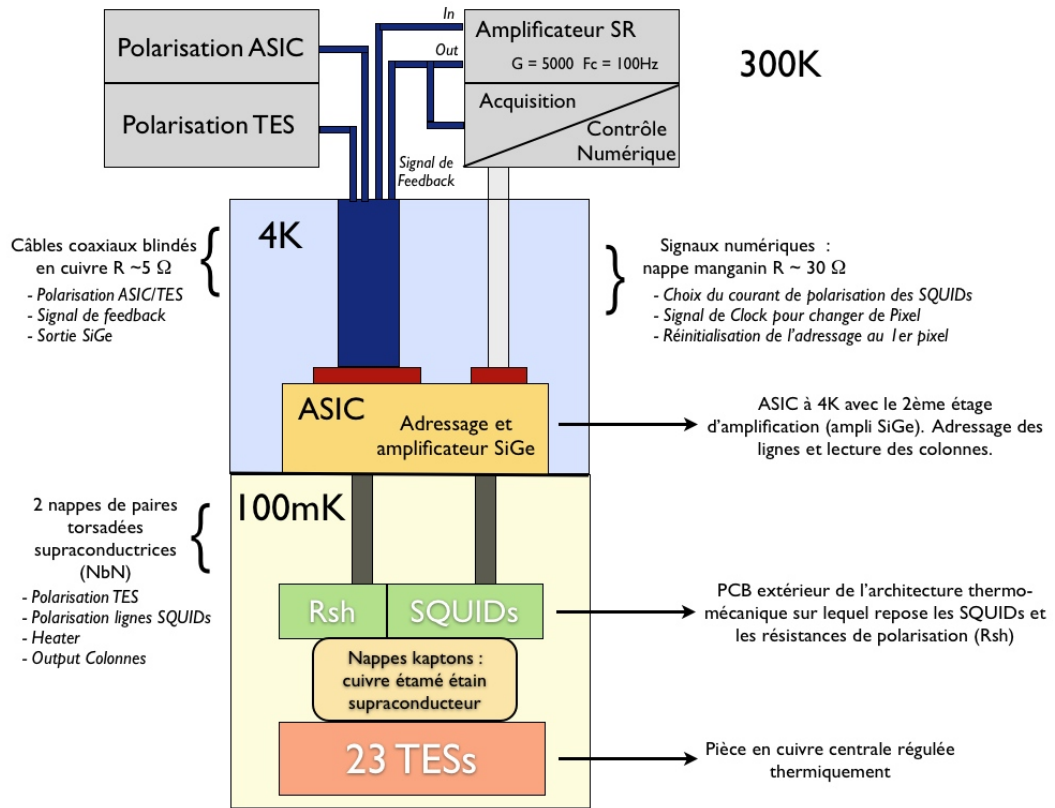 Polarisation ASIC
Polarisation TES
In
Out
Amplificateur SR
G = 5000 Fc = 100Hz
Acquisition
Contrôle
Numérique
300K
Signal de
Feedback
4K
Câbles coaxiaux blindés
en cuivre R ~5 Ω
- Polarisation ASIC/TES
- Signal de feedback
- Sortie SiGe
{
}
Signaux numériques :
nappe manganin R ~ 30 Ω
- Choix du courant de polarisation des SQUIDs
- Signal de Clock pour changer de Pixel
- Réinitialisation de l'adressage au 1er pixel
ASIC
Adressage et
amplificateur SiGe
ASIC à 4K avec le 2ème étage
d'amplification (ampli SiGe). Adressage des
lignes et lecture des colonnes.
100mK
2 nappes de paires
torsadées
supraconductrices
(NbN)
- Polarisation TES
- Polarisation lignes SQUIDs
- Heater
- Output Colonnes
{
Rsh
SQUIDs
PCB extérieur de l'architecture thermo-
mécanique sur lequel repose les SQUIDs et
les résistances de polarisation (Rsh)
Nappes kaptons :
cuivre étamé étain
supraconducteur
23 TESs
Pièce en cuivre centrale régulée
thermiquement